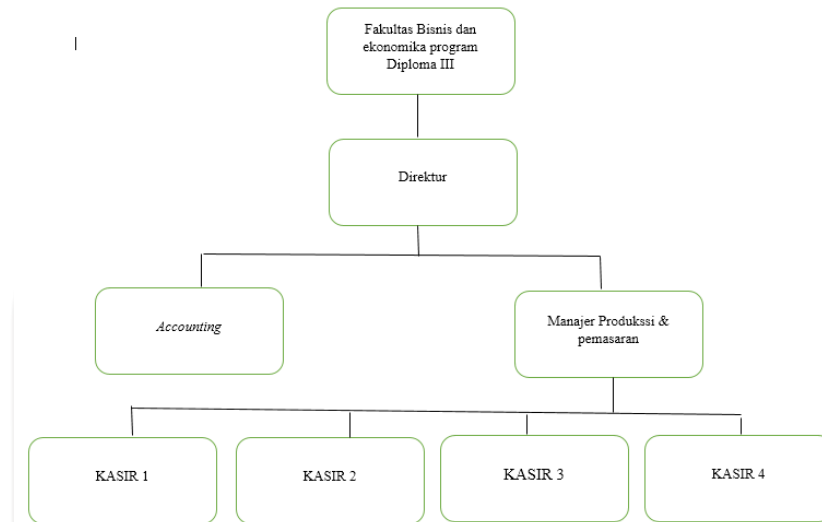 Fakultas Bisnis dan
ekonomika program
Diploma III
Direktur
Accounting
Manajer Produkssi &
pemasaran
KASIR 1
KASIR 2
KASIR 3
KASIR 4